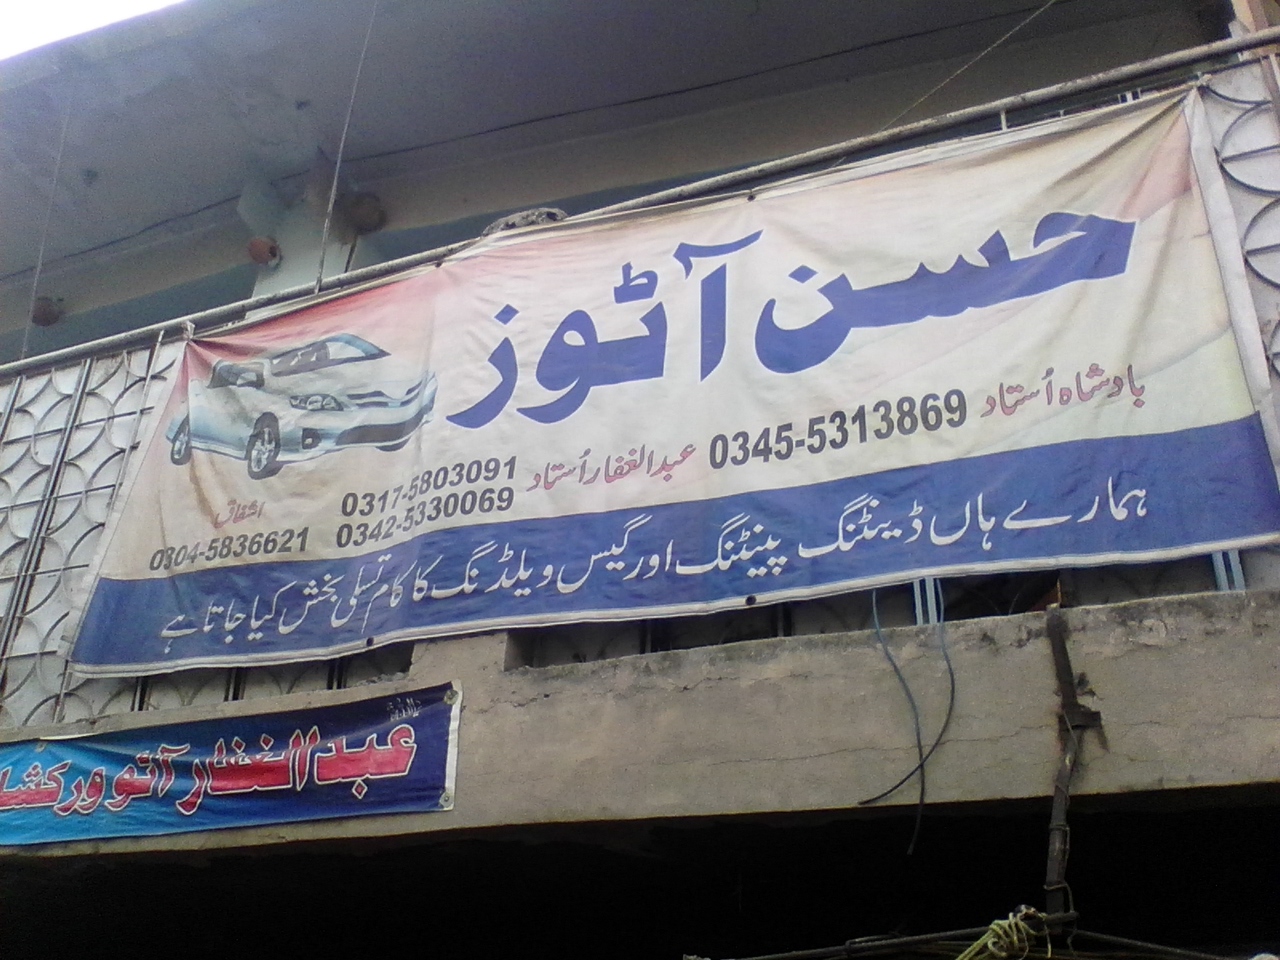 حسن آٹوز
بادشاہ اُستاد 0345-5313869
عبدالغفار اُستاد 0317-5803091
0342-5330069
اشفاق 0304-5836621
ہمارے ہاں ڈینٹنگ پینٹنگ اور گیس ویلڈنگ کا کام تسلی بخش کیا جاتا ہے
عبدالغفار آٹو ورکشا